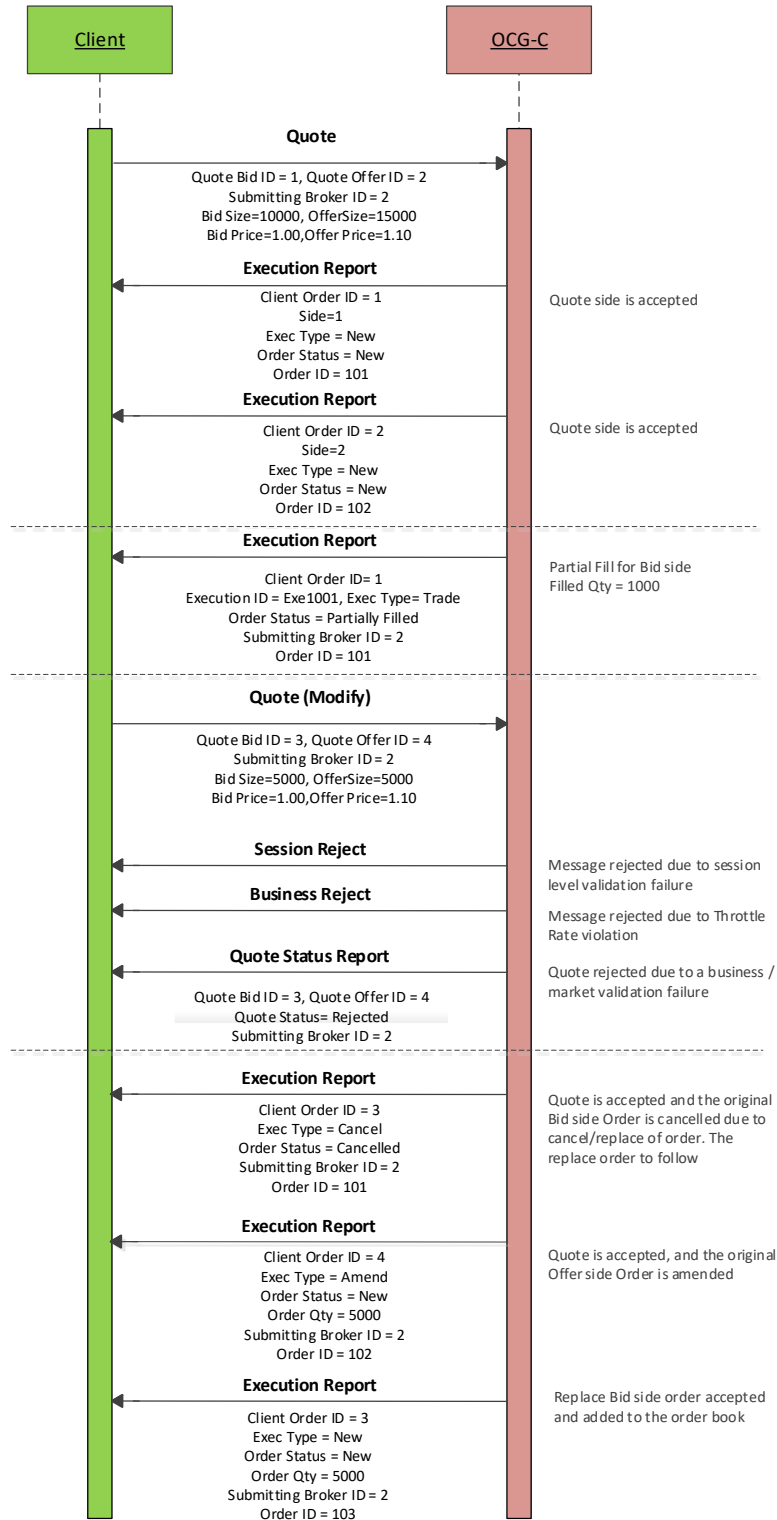 Client
OCG-C
Quote
Quote Bid ID = 1, Quote Offer ID = 2
Submitting Broker ID = 2
Bid Size=10000, OfferSize=15000
Bid Price=1.00,Offer Price=1.10
Execution Report
Client Order ID = 1
Side=1
Exec Type = New
Order Status = New
Order ID = 101
Quote side is accepted
Execution Report
Client Order ID = 2
Side=2
Exec Type = New
Order Status = New
Order ID = 102
Quote side is accepted
Execution Report
Client Order ID= 1
Execution ID = Exe1001, Exec Type= Trade
Order Status = Partially Filled
Submitting Broker ID = 2
Order ID = 101
Partial Fill for Bid side
Filled Qty = 1000
Quote (Modify)
Quote Bid ID = 3, Quote Offer ID = 4
Submitting Broker ID = 2
Bid Size=5000, OfferSize=5000
Bid Price=1.00,Offer Price=1.10
Session Reject
Message rejected due to session
level validation failure
Business Reject
Message rejected due to Throttle
Rate violation
Quote Status Report
Quote Bid ID = 3, Quote Offer ID = 4
Quote Status= Rejected
Submitting Broker ID = 2
Quote rejected due to a business /
market validation failure
Execution Report
Client Order ID = 3
Exec Type = Cancel
Order Status = Cancelled
Submitting Broker ID = 2
Order ID = 101
Quote is accepted and the original
Bid side Order is cancelled due to
cancel/replace of order. The
replace order to follow
Execution Report
Client Order ID = 4
Exec Type = Amend
Order Status = New
Order Qty = 5000
Submitting Broker ID = 2
Order ID = 102
Quote is accepted, and the original
Offer side Order is amended
Execution Report
Client Order ID = 3
Exec Type = New
Order Status = New
Order Qty = 5000
Submitting Broker ID = 2
Order ID = 103
Replace Bid side order accepted
and added to the order book